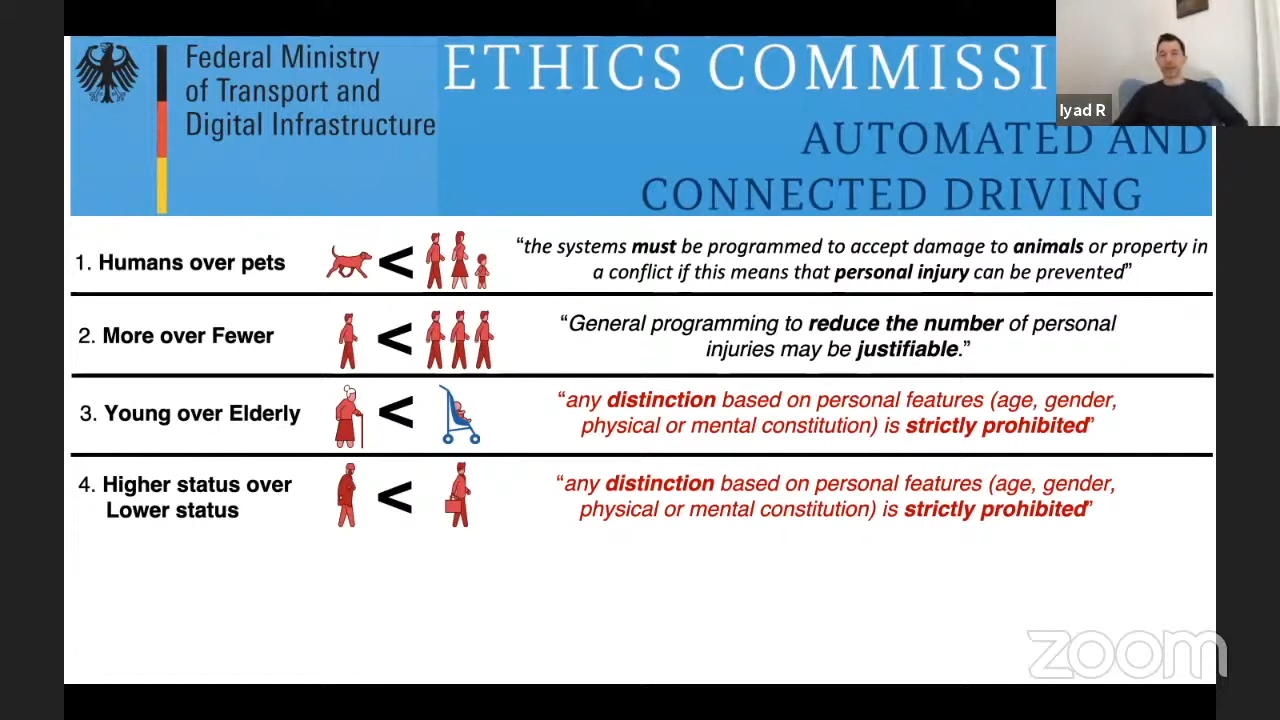 Federal Ministry
of Transport and
Digital Infrastructure
ETHICS COMMISSI
AUTOMATED AND
CONNECTED DRIVING
Iyad R
1. Humans over pets
<
“the systems must be programmed to accept damage to animals or property in
a conflict if this means that personal injury can be prevented”
2. More over Fewer
<
“General programming to reduce the number of personal
injuries may be justifiable.”
3. Young over Elderly
<
“any distinction based on personal features (age, gender,
physical or mental constitution) is strictly prohibited”
4. Higher status over
Lower status
<
“any distinction based on personal features (age, gender,
physical or mental constitution) is strictly prohibited”
zoom